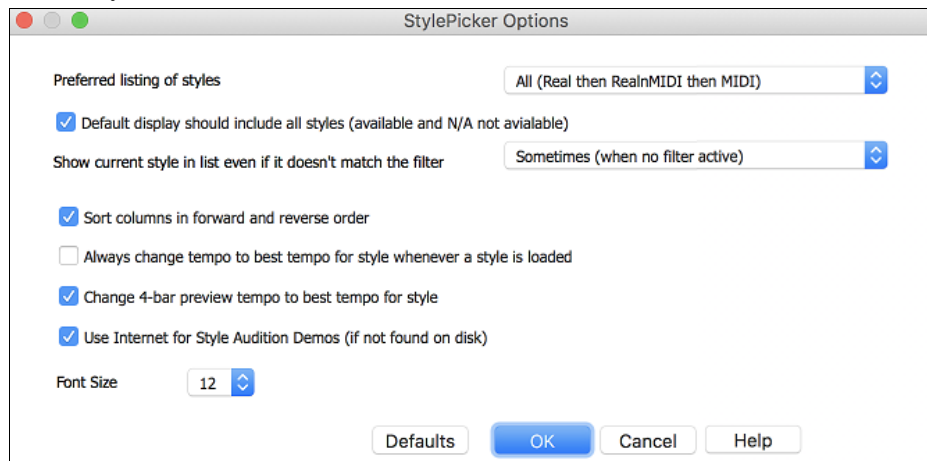 StylePicker Options
Preferred listing of styles All (Real then RealnMIDI then MIDI)
Default display should include all styles (available and N/A not avialable)
Show current style in list even if it doesn't match the filter Sometimes (when no filter active)
Sort columns in forward and reverse order
Always change tempo to best tempo for style whenever a style is loaded
Change 4-bar preview tempo to best tempo for style
Use Internet for Style Audition Demos (if not found on disk)
Font Size 12
Defaults OK Cancel Help